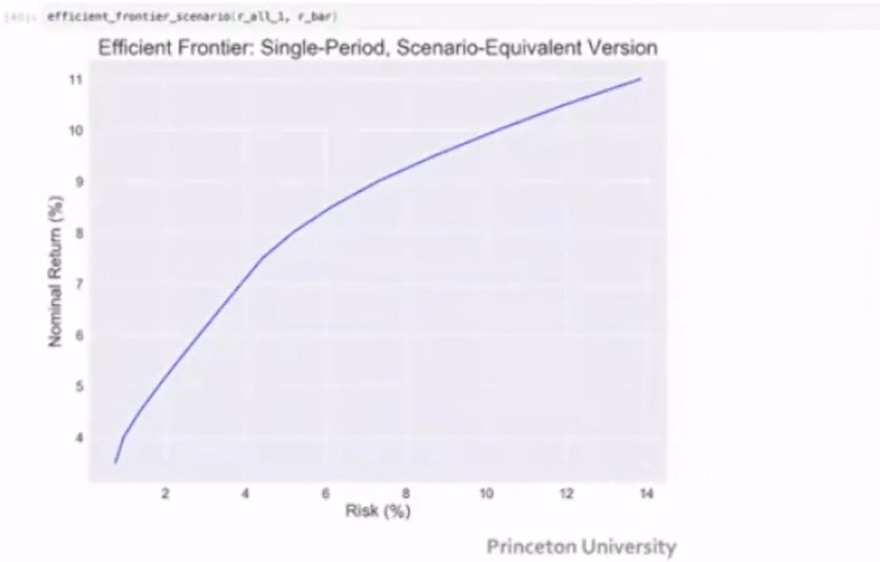 efficient_frontier_scenario(r_all_1, r_bar)
Efficient Frontier: Single-Period, Scenario-Equivalent Version
11
10
9
8
7
6
5
4
Nominal Return (%)
2 4 6 8 10 12 14
Risk (%)
Princeton University